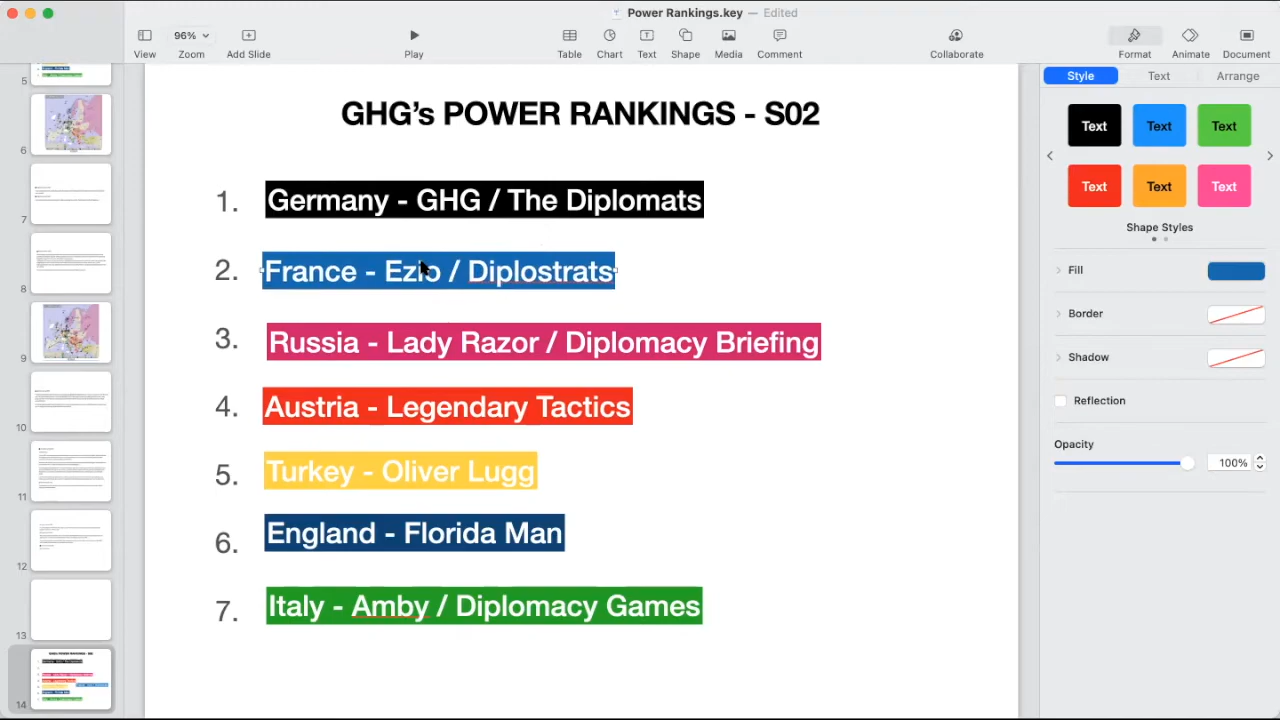 Power Rankings.key — Edited
96%
View Zoom Add Slide Play Table Chart Text Shape Media Comment Collaborate Format Animate Document
Style Text Arrange
GHG's POWER RANKINGS - S02
1. Germany - GHG / The Diplomats
2. France - Ezio / Diplostrats
3. Russia - Lady Razor / Diplomacy Briefing
4. Austria - Legendary Tactics
5. Turkey - Oliver Lugg
6. England - Florida Man
7. Italy - Amby / Diplomacy Games
Text Text Text
Text Text Text
Shape Styles
Fill
Border
Shadow
Reflection
Opacity
100%
5
6
7
8
9
10
11
12
13
14